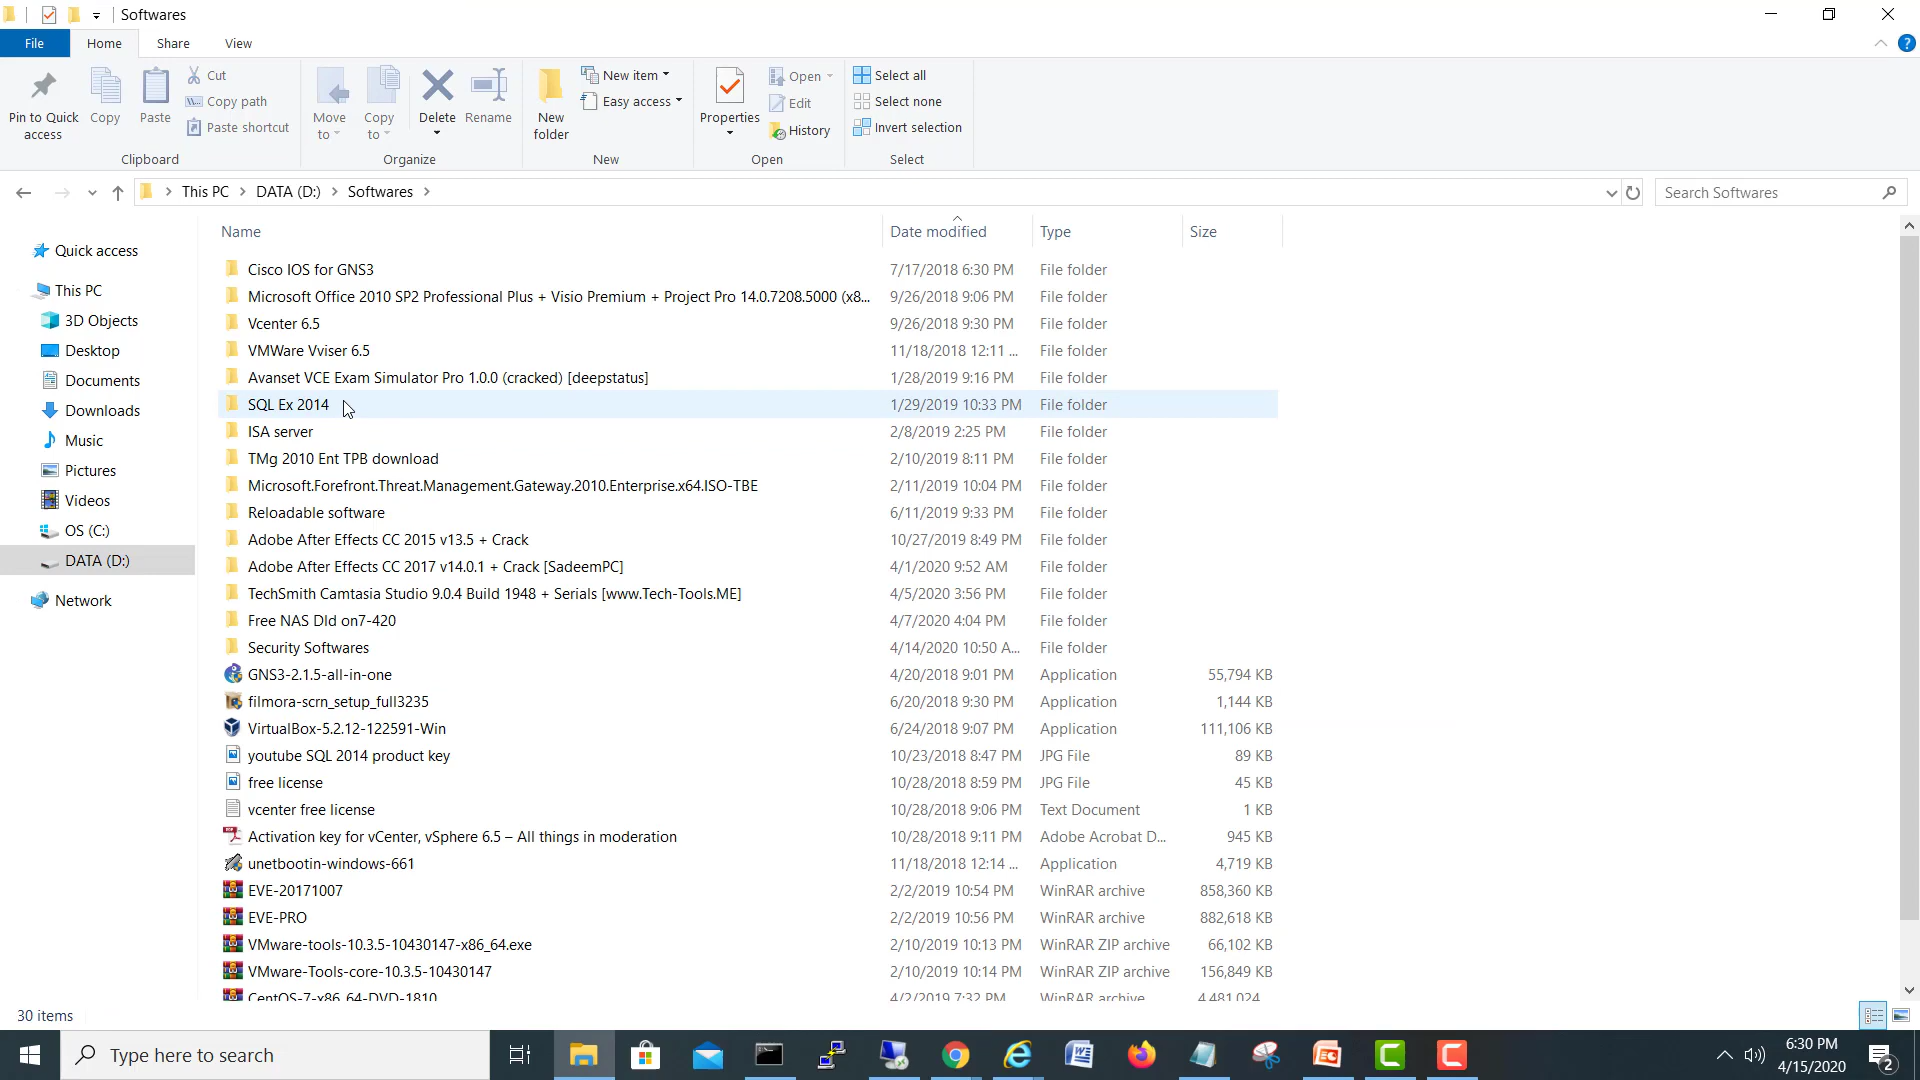 Softwares
File Home Share View
Pin to Quick access
Copy
Paste
Cut
Copy path
Paste shortcut
Clipboard
Move to
Copy to
Delete
Rename
Organize
New folder
New item
Easy access
New
Properties
Open
Edit
History
Open
Select all
Select none
Invert selection
Select
This PC > DATA (D:) > Softwares >
Search Softwares
Quick access
This PC
3D Objects
Desktop
Documents
Downloads
Music
Pictures
Videos
OS (C:)
DATA (D:)
Network
Name Date modified Type Size
Cisco IOS for GNS3 7/17/2018 6:30 PM File folder
Microsoft Office 2010 SP2 Professional Plus + Visio Premium + Project Pro 14.0.7208.5000 (x8... 9/26/2018 9:06 PM File folder
Vcenter 6.5 9/26/2018 9:30 PM File folder
VMWare Vviser 6.5 11/18/2018 12:11 ... File folder
Avanset VCE Exam Simulator Pro 1.0.0 (cracked) [deepstatus] 1/28/2019 9:16 PM File folder
SQL Ex 2014 1/29/2019 10:33 PM File folder
ISA server 2/8/2019 2:25 PM File folder
TMg 2010 Ent TPB download 2/10/2019 8:11 PM File folder
Microsoft.Forefront.Threat.Management.Gateway.2010.Enterprise.x64.ISO-TBE 2/11/2019 10:04 PM File folder
Reloadable software 6/11/2019 9:33 PM File folder
Adobe After Effects CC 2015 v13.5 + Crack 10/27/2019 8:49 PM File folder
Adobe After Effects CC 2017 v14.0.1 + Crack [SadeemPC] 4/1/2020 9:52 AM File folder
TechSmith Camtasia Studio 9.0.4 Build 1948 + Serials [www.Tech-Tools.ME] 4/5/2020 3:56 PM File folder
Free NAS Dld on7-420 4/7/2020 4:04 PM File folder
Security Softwares 4/14/2020 10:50 A... File folder
GNS3-2.1.5-all-in-one 4/20/2018 9:01 PM Application 55,794 KB
filmora-scrn_setup_full3235 6/20/2018 9:30 PM Application 1,144 KB
VirtualBox-5.2.12-122591-Win 6/24/2018 9:07 PM Application 111,106 KB
youtube SQL 2014 product key 10/23/2018 8:47 PM JPG File 89 KB
free license 10/28/2018 8:59 PM JPG File 45 KB
vcenter free license 10/28/2018 9:06 PM Text Document 1 KB
Activation key for vCenter, vSphere 6.5 – All things in moderation 10/28/2018 9:11 PM Adobe Acrobat D... 945 KB
unetbootin-windows-661 11/18/2018 12:14 ... Application 4,719 KB
EVE-20171007 2/2/2019 10:54 PM WinRAR archive 858,360 KB
EVE-PRO 2/2/2019 10:56 PM WinRAR archive 882,618 KB
VMware-tools-10.3.5-10430147-x86_64.exe 2/10/2019 10:13 PM WinRAR ZIP archive 66,102 KB
VMware-Tools-core-10.3.5-10430147 2/10/2019 10:14 PM WinRAR ZIP archive 156,849 KB
CentOS-7-x86_64-DVD-1810 4/2/2019 7:32 PM WinRAR archive 4,481,024
30 items
Type here to search
6:30 PM
4/15/2020
2